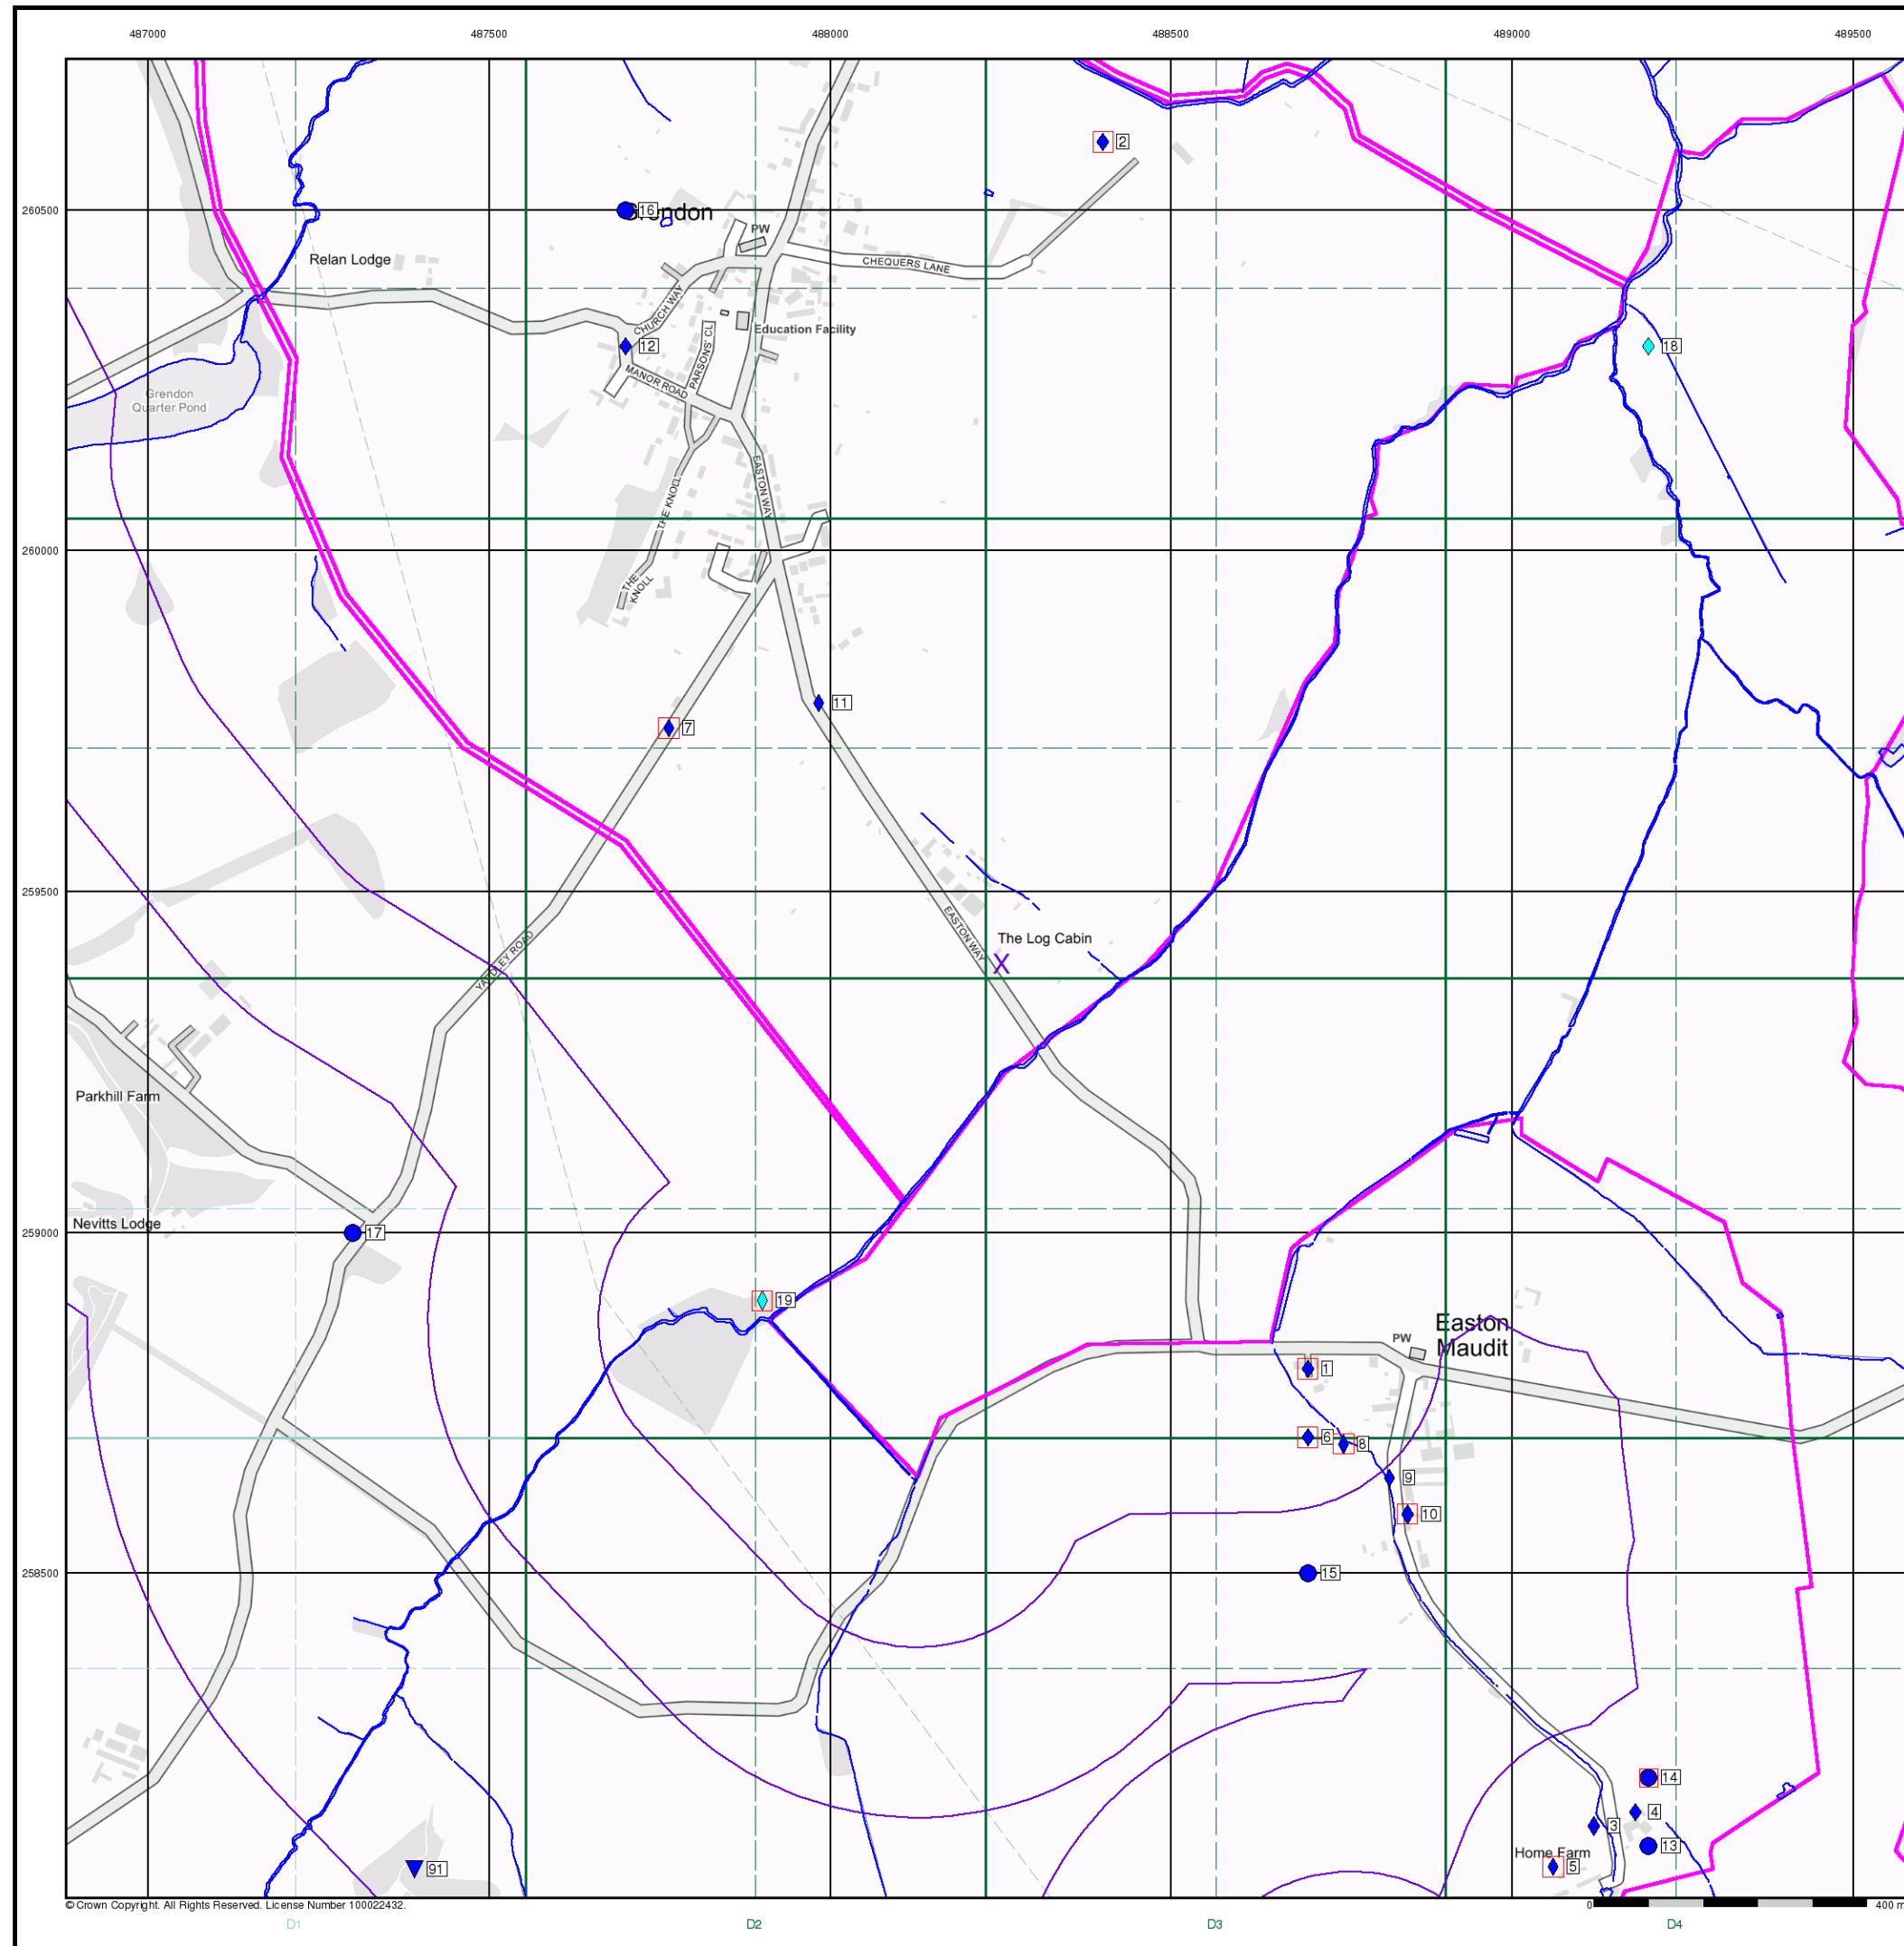 487000 487500 488000 488500 489000 489500
2
260500
16 Grendon
PW
Relan Lodge
CHEQUERS LANE
CHURCH WAY
Education Facility
12
18
PARSONS' CL
MANOR ROAD
Grendon
Quarter Pond
EASTON WAY
THE KNOLL
260000
THE
KNOLL
11
7
259500
EASTON WAY
The Log Cabin
YARDLEY ROAD
X
Parkhill Farm
Nevitts Lodge
259000
17
19
Easton
Maudit
PW
1
6
8
9
10
258500
15
14
4
3
13
Home Farm
5
91
© Crown Copyright. All Rights Reserved. License Number 100022432.
0 400 m
D1 D2 D3 D4